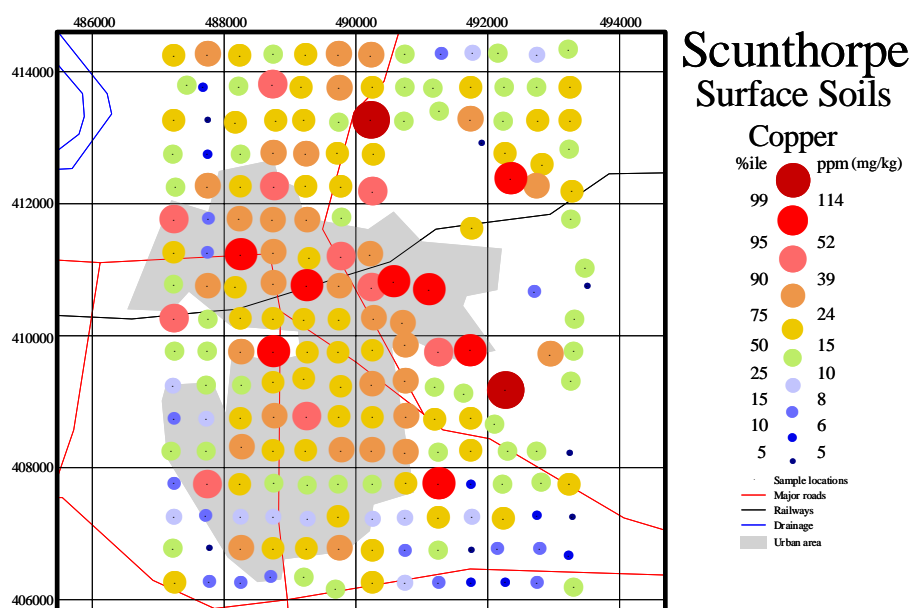 486000 488000 490000 492000 494000
414000
412000
410000
408000
406000
Scunthorpe
Surface Soils
Copper
%ile ppm (mg/kg)
99 114
95 52
90 39
75 24
50 15
25 10
15 8
10 6
5 5
Sample locations
Major roads
Railways
Drainage
Urban area